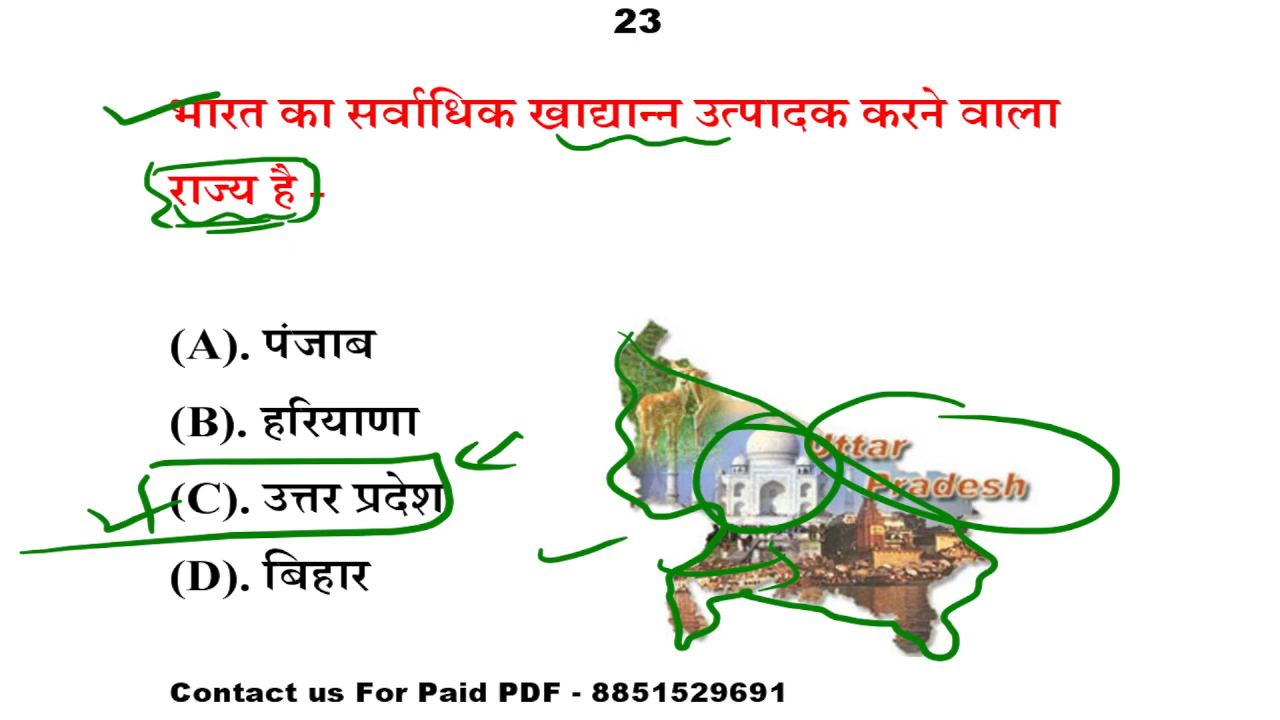 23
भारत का सर्वाधिक खाद्यान्न उत्पादक करने वाला
राज्य है -
(A). पंजाब
(B). हरियाणा
(C). उत्तर प्रदेश
(D). बिहार
Uttar
Pradesh
Contact us For Paid PDF - 8851529691